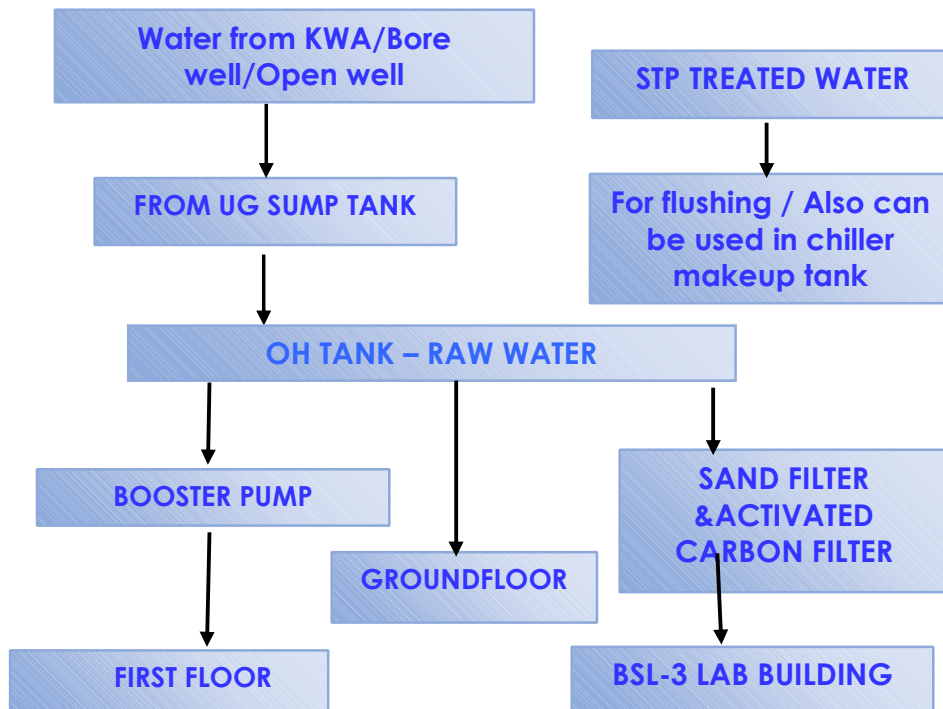 Water from KWA/Bore
well/Open well
STP TREATED WATER
FROM UG SUMP TANK
For flushing / Also can
be used in chiller
makeup tank
OH TANK – RAW WATER
BOOSTER PUMP
SAND FILTER
&ACTIVATED
CARBON FILTER
GROUNDFLOOR
FIRST FLOOR
BSL-3 LAB BUILDING